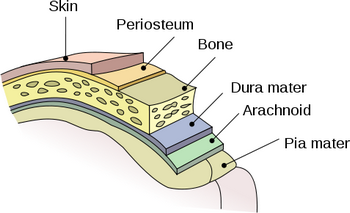 Skin
Periosteum
Bone
Dura mater
Arachnoid
Pia mater